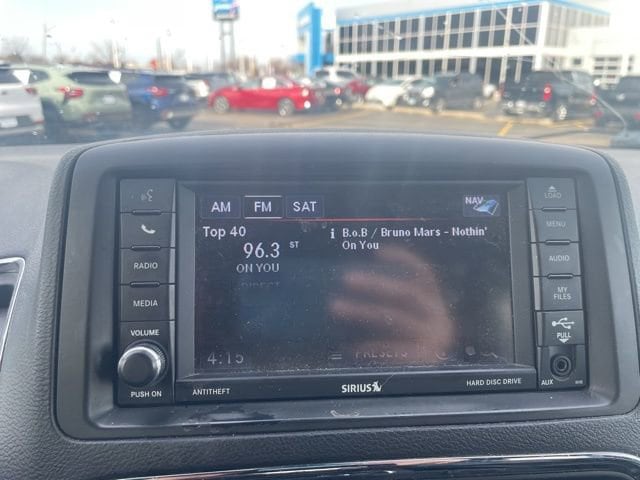 AM FM SAT NAV
Top 40
96.3 ST
ON YOU
i B.o.B / Bruno Mars - Nothin'
On You
DIRECT
4:15
PRESETS
RADIO
MEDIA
VOLUME
PUSH ON
ANTITHEFT
SIRIUS
HARD DISC DRIVE
LOAD
MENU
AUDIO
MY
FILES
PULL
AUX